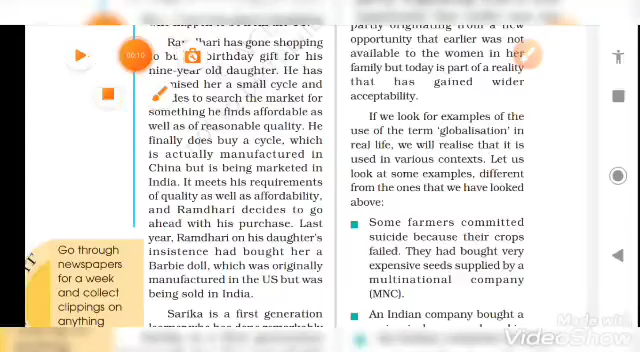 Ramdhari has gone shopping
to buy a birthday gift for his
nine-year old daughter. He has
mised her a small cycle and
des to search the market for
something he finds affordable as
well as of reasonable quality. He
finally does buy a cycle, which
is actually manufactured in
China but is being marketed in
India. It meets his requirements
of quality as well as affordability,
and Ramdhari decides to go
ahead with his purchase. Last
year, Ramdhari on his daughter's
insistence had bought her a
Barbie doll, which was originally
manufactured in the US but was
being sold in India.
Sarika is a first generation
Go through
newspapers
for a week
and collect
clippings on
anything
partly originating from a new
opportunity that earlier was not
available to the women in her
family but today is part of a reality
that has gained wider
acceptability.
If we look for examples of the
use of the term 'globalisation' in
real life, we will realise that it is
used in various contexts. Let us
look at some examples, different
from the ones that we have looked
above:
Some farmers committed
suicide because their crops
failed. They had bought very
expensive seeds supplied by a
multinational company
(MNC).
An Indian company bought a
00:10
Made with
VideoShow